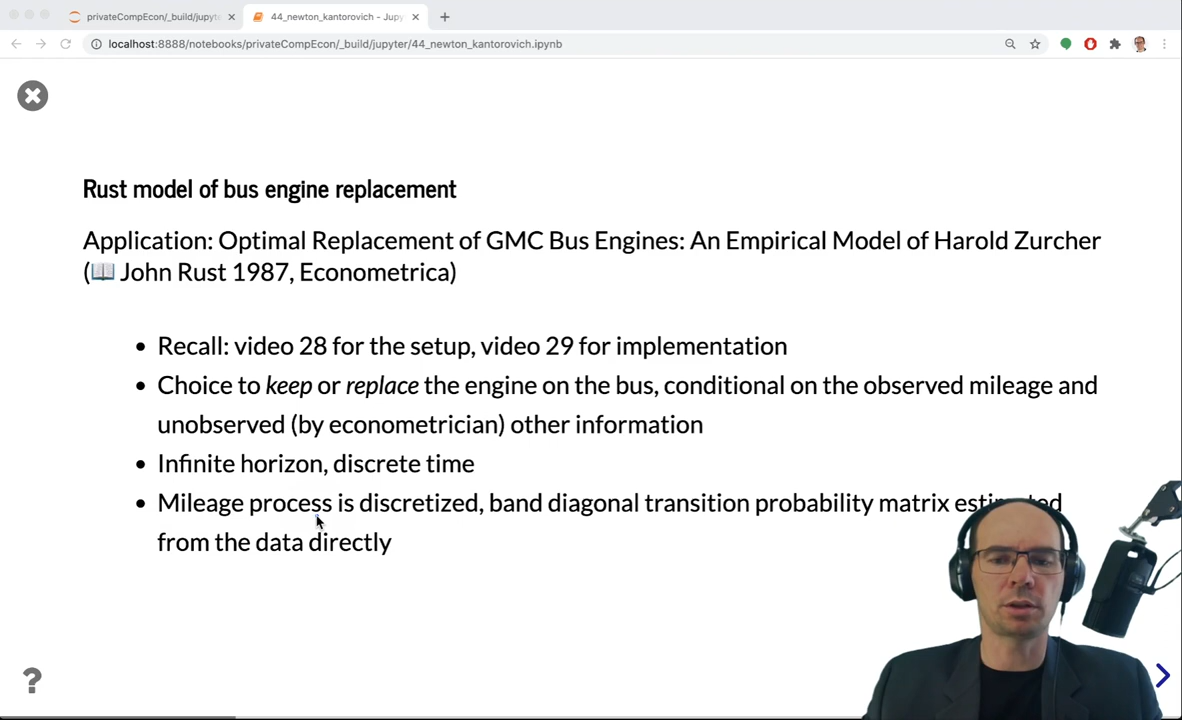 privateCompEcon/_build/jupyte
44_newton_kantorovich - Jupy
localhost:8888/notebooks/privateCompEcon/_build/jupyter/44_newton_kantorovich.ipynb
Rust model of bus engine replacement
Application: Optimal Replacement of GMC Bus Engines: An Empirical Model of Harold Zurcher
(📖 John Rust 1987, Econometrica)
• Recall: video 28 for the setup, video 29 for implementation
• Choice to keep or replace the engine on the bus, conditional on the observed mileage and
unobserved (by econometrician) other information
• Infinite horizon, discrete time
• Mileage process is discretized, band diagonal transition probability matrix estimated
from the data directly
?